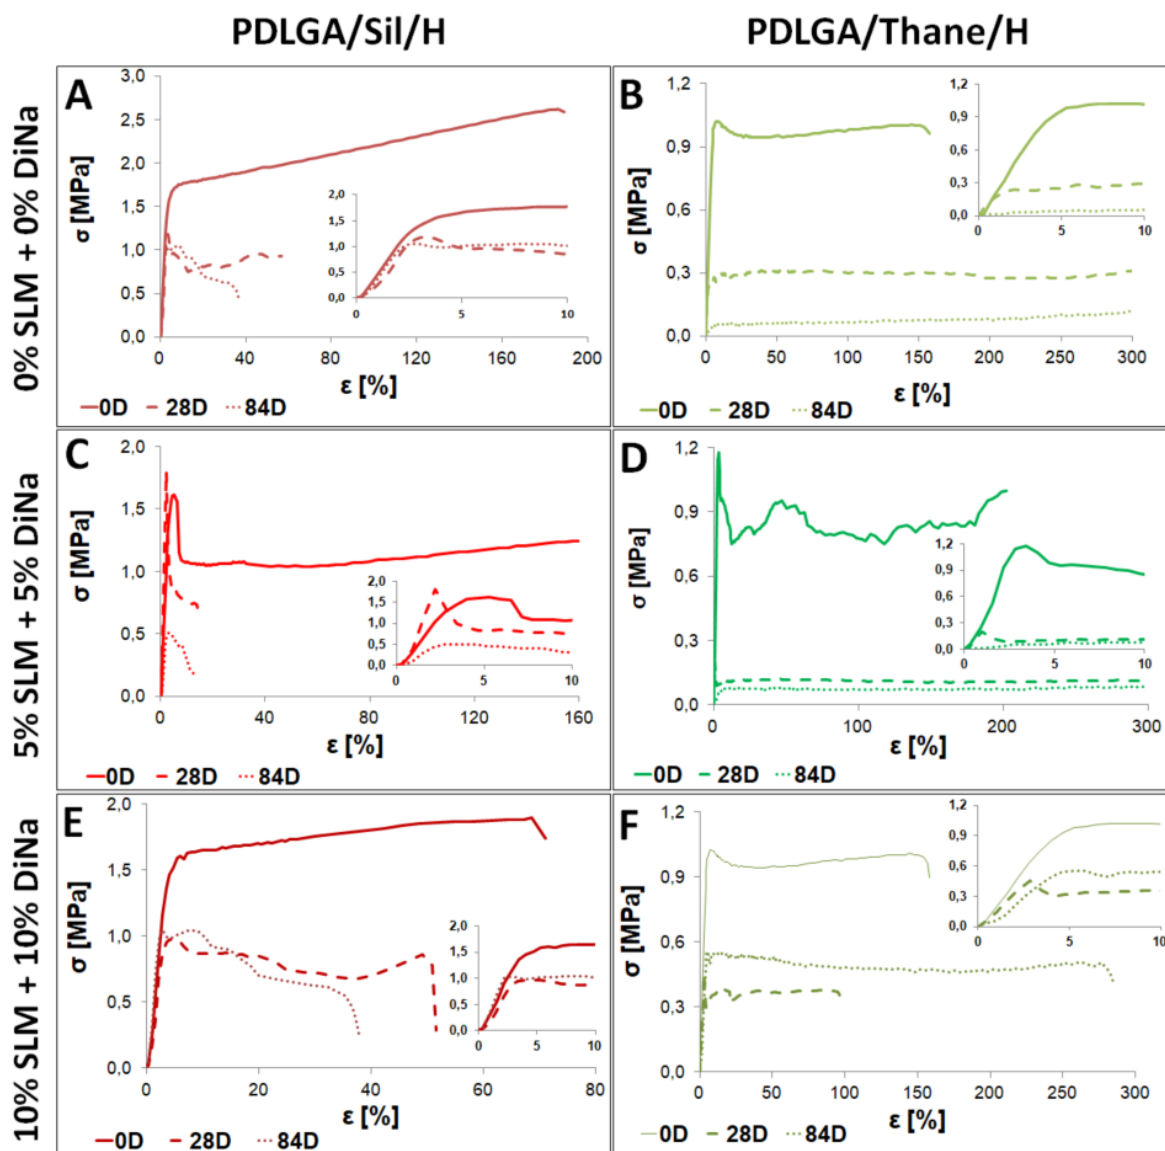 PDLGA/Sil/H
PDLGA/Thane/H
0% SLM + 0% DiNa
A
σ [MPa]
3,0
2,5
2,0
1,5
1,0
0,5
0,0
0 40 80 120 160 200
ε [%]
2,0
1,5
1,0
0,5
0,0
0 5 10
0D 28D 84D
B
σ [MPa]
1,2
0,9
0,6
0,3
0,0
0 50 100 150 200 250 300
ε [%]
1,2
0,9
0,6
0,3
0,0
0 5 10
0D 28D 84D
5% SLM + 5% DiNa
C
σ [MPa]
2,0
1,5
1,0
0,5
0,0
0 40 80 120 160
ε [%]
2,0
1,5
1,0
0,5
0,0
0 5 10
0D 28D 84D
D
σ [MPa]
1,2
0,9
0,6
0,3
0,0
0 100 200 300
ε [%]
1,2
0,9
0,6
0,3
0,0
0 5 10
0D 28D 84D
10% SLM + 10% DiNa
E
σ [MPa]
2,0
1,5
1,0
0,5
0,0
0 20 40 60 80
ε [%]
2,0
1,5
1,0
0,5
0,0
0 5 10
0D 28D 84D
F
σ [MPa]
1,2
0,9
0,6
0,3
0,0
0 50 100 150 200 250 300
ε [%]
1,2
0,9
0,6
0,3
0,0
0 5 10
0D 28D 84D